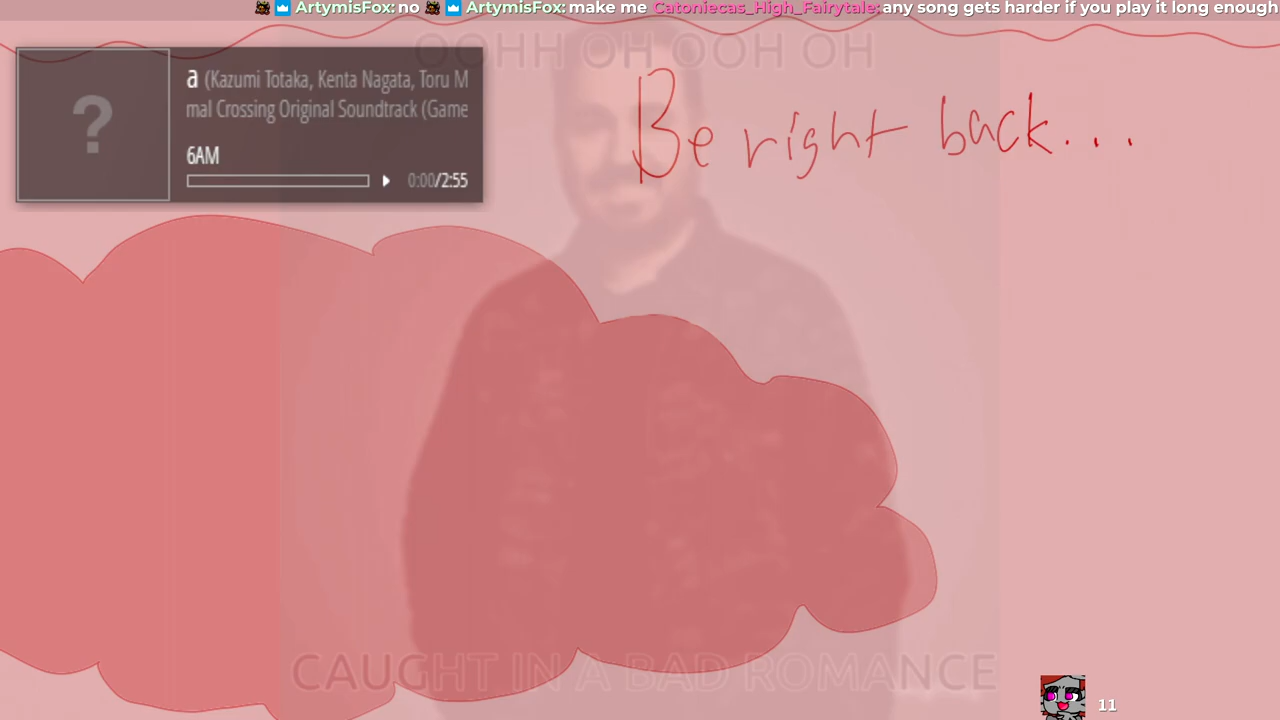 ArtymisFox: no ArtymisFox: make me Catoniecas_High_Fairytale: any song gets harder if you play it long enough
OOHH OH OOH OH
a (Kazumi Totaka, Kenta Nagata, Toru M
mal Crossing Original Soundtrack (Game
6AM
0:00/2:55
Be right back...
CAUGHT IN A BAD ROMANCE
11